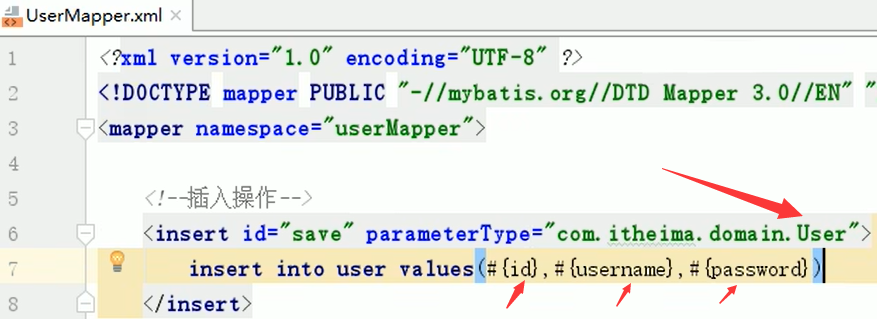 UserMapper.xml
1 <?xml version="1.0" encoding="UTF-8" ?>
2 <!DOCTYPE mapper PUBLIC "-//mybatis.org//DTD Mapper 3.0//EN" "
3 <mapper namespace="userMapper">
4
5 <!--插入操作-->
6 <insert id="save" parameterType="com.itheima.domain.User">
7 insert into user values(#{id},#{username},#{password})
8 </insert>